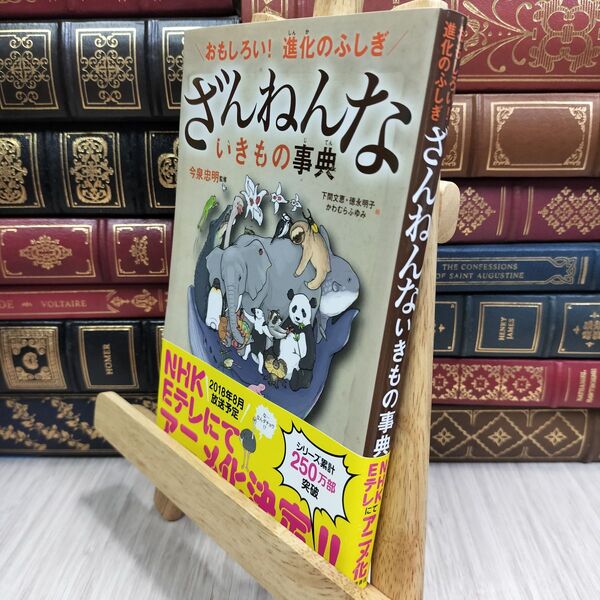 おもしろい! 進化のふしぎ
ざんねんな
いきもの事典
今泉忠明 監修
下間文恵・徳永明子
かわむらふゆみ 絵
NHK
Eテレにて
アニメ化決定!!
2018年8月
放送予定
シリーズ累計
250万部
突破
進化のふしぎ
ざんねんないきもの事典
NHK
Eテレにてアニメ化
VOLTAIRE
HOMER
THE CONFESSIONS
OF SAINT AUGUSTINE
HENRY
JAMES